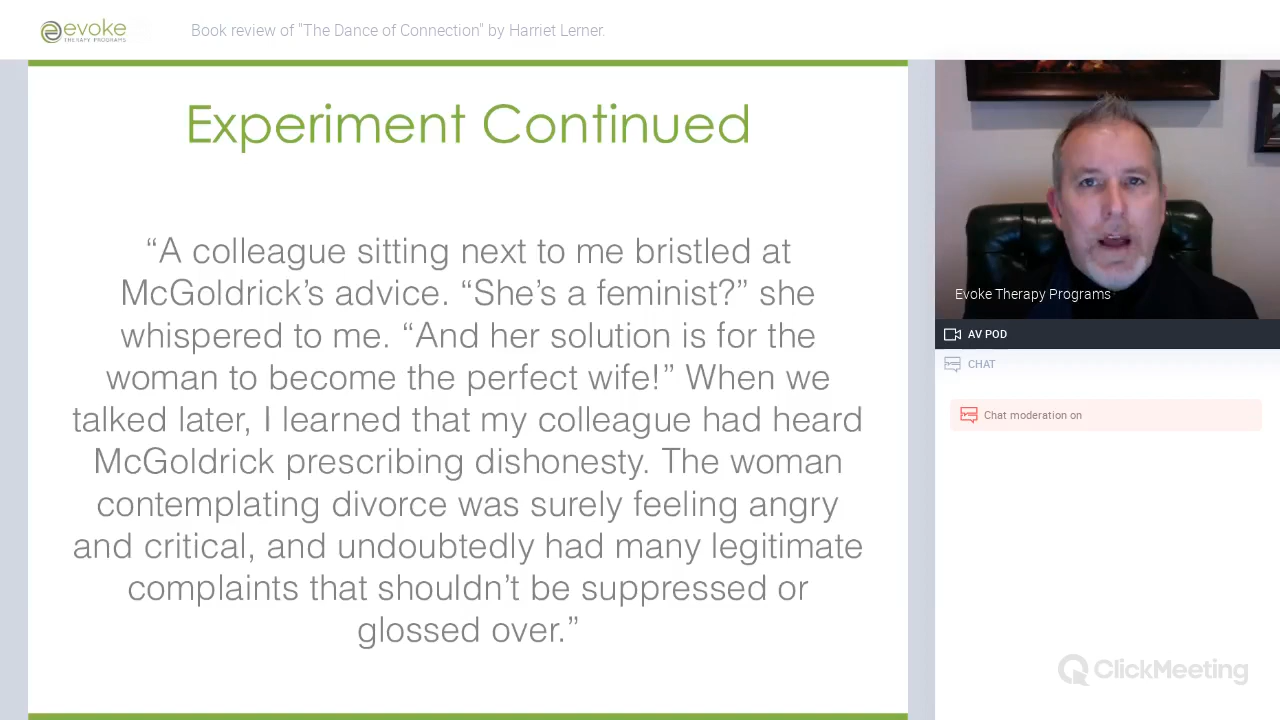 evoke
THERAPY PROGRAMS
Book review of "The Dance of Connection" by Harriet Lerner.
Experiment Continued
“A colleague sitting next to me bristled at
McGoldrick’s advice. “She’s a feminist?” she
whispered to me. “And her solution is for the
woman to become the perfect wife!” When we
talked later, I learned that my colleague had heard
McGoldrick prescribing dishonesty. The woman
contemplating divorce was surely feeling angry
and critical, and undoubtedly had many legitimate
complaints that shouldn’t be suppressed or
glossed over.”
Evoke Therapy Programs
AV POD
CHAT
Chat moderation on
ClickMeeting